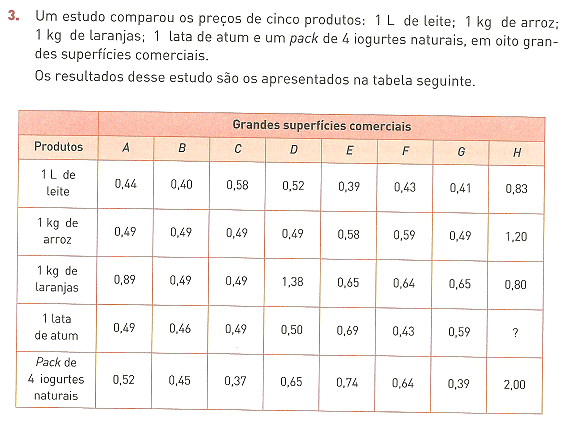 3. Um estudo comparou os preços de cinco produtos: 1 L de leite; 1 kg de arroz;
1 kg de laranjas; 1 lata de atum e um pack de 4 iogurtes naturais, em oito gran-
des superfícies comerciais.
Os resultados desse estudo são os apresentados na tabela seguinte.
Grandes superfícies comerciais
Produtos A B C D E F G H
1 L de
leite 0,44 0,40 0,58 0,52 0,39 0,43 0,41 0,83
1 kg de
arroz 0,49 0,49 0,49 0,49 0,58 0,59 0,49 1,20
1 kg de
laranjas 0,89 0,49 0,49 1,38 0,65 0,64 0,65 0,80
1 lata
de atum 0,49 0,46 0,49 0,50 0,69 0,43 0,59 ?
Pack de
4 iogurtes 0,52 0,45 0,37 0,65 0,74 0,64 0,39 2,00
naturais